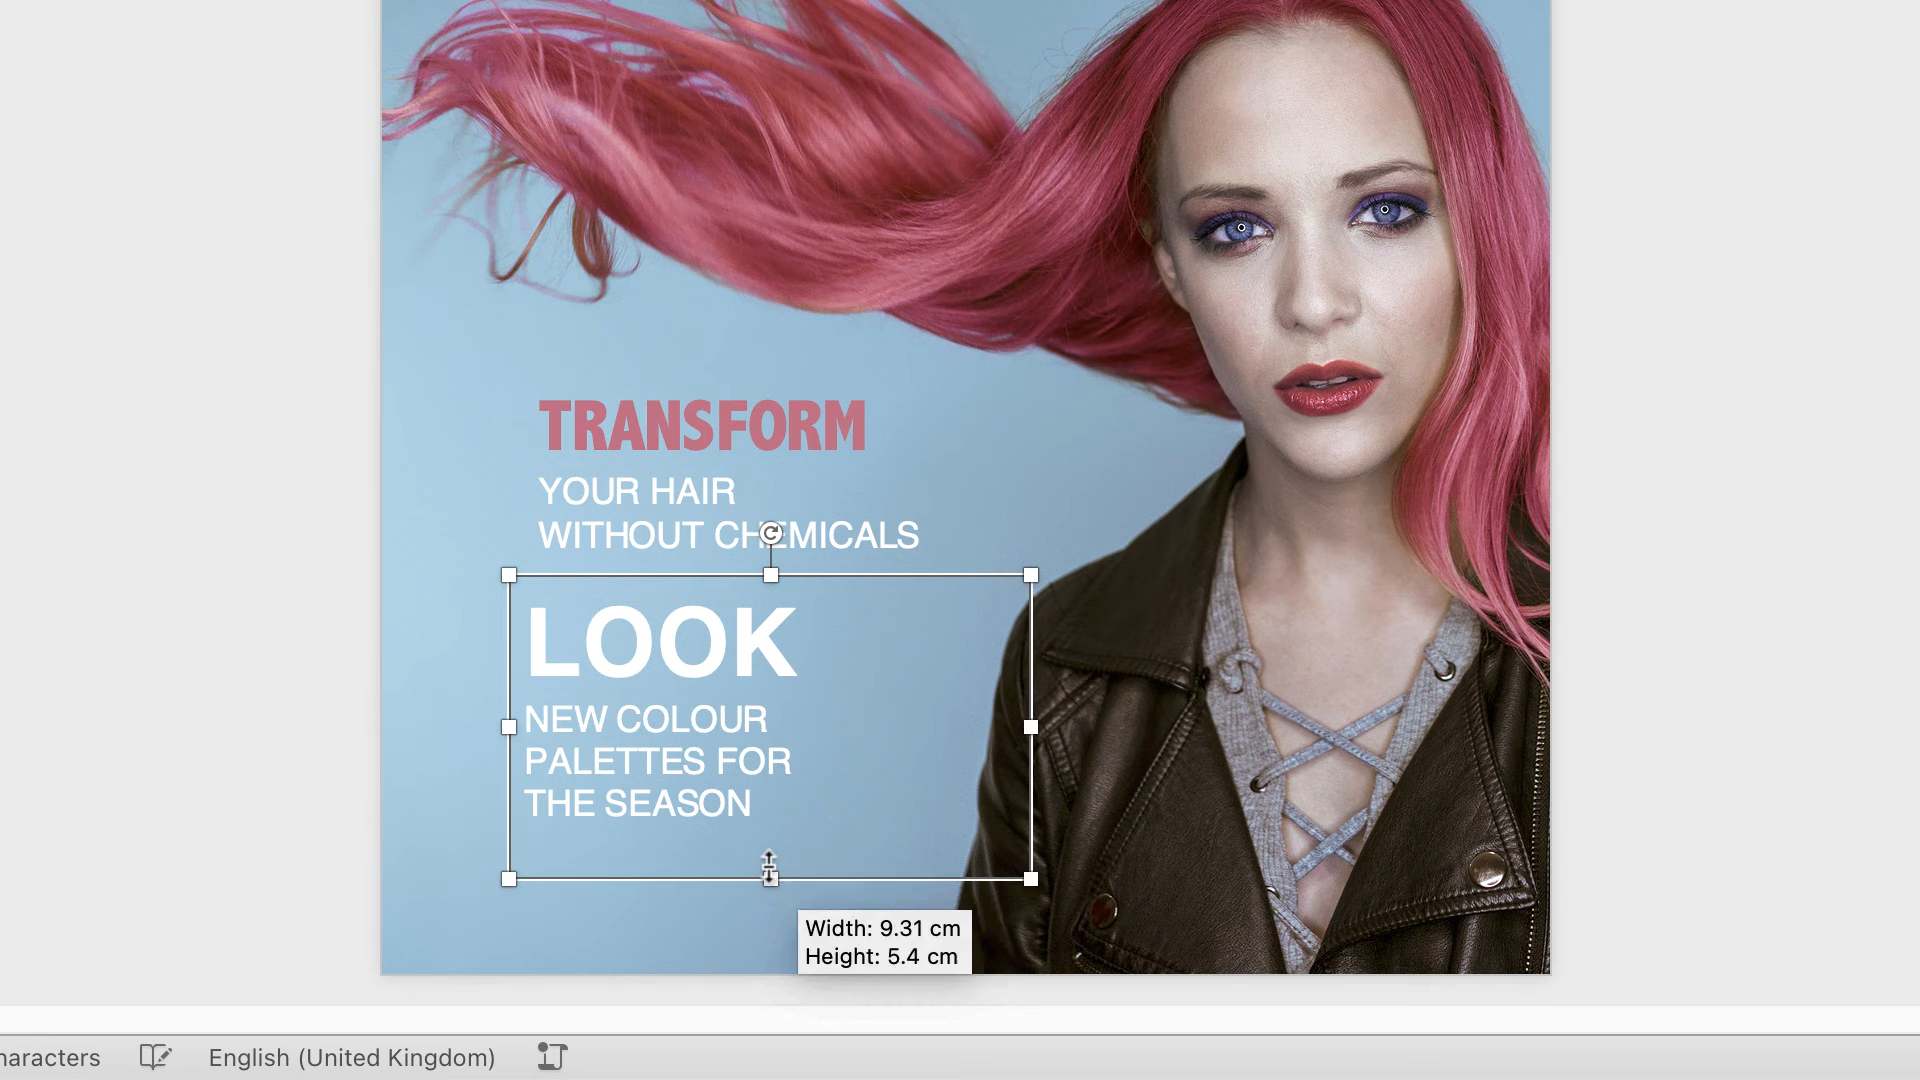 TRANSFORM
YOUR HAIR
WITHOUT CHEMICALS
LOOK
NEW COLOUR
PALETTES FOR
THE SEASON
Width: 9.31 cm
Height: 5.4 cm
haracters
English (United Kingdom)